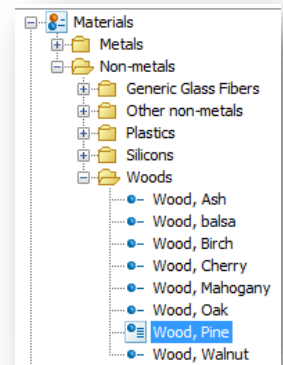 Materials
Metals
Non-metals
Generic Glass Fibers
Other non-metals
Plastics
Silicons
Woods
Wood, Ash
Wood, balsa
Wood, Birch
Wood, Cherry
Wood, Mahogany
Wood, Oak
Wood, Pine
Wood, Walnut